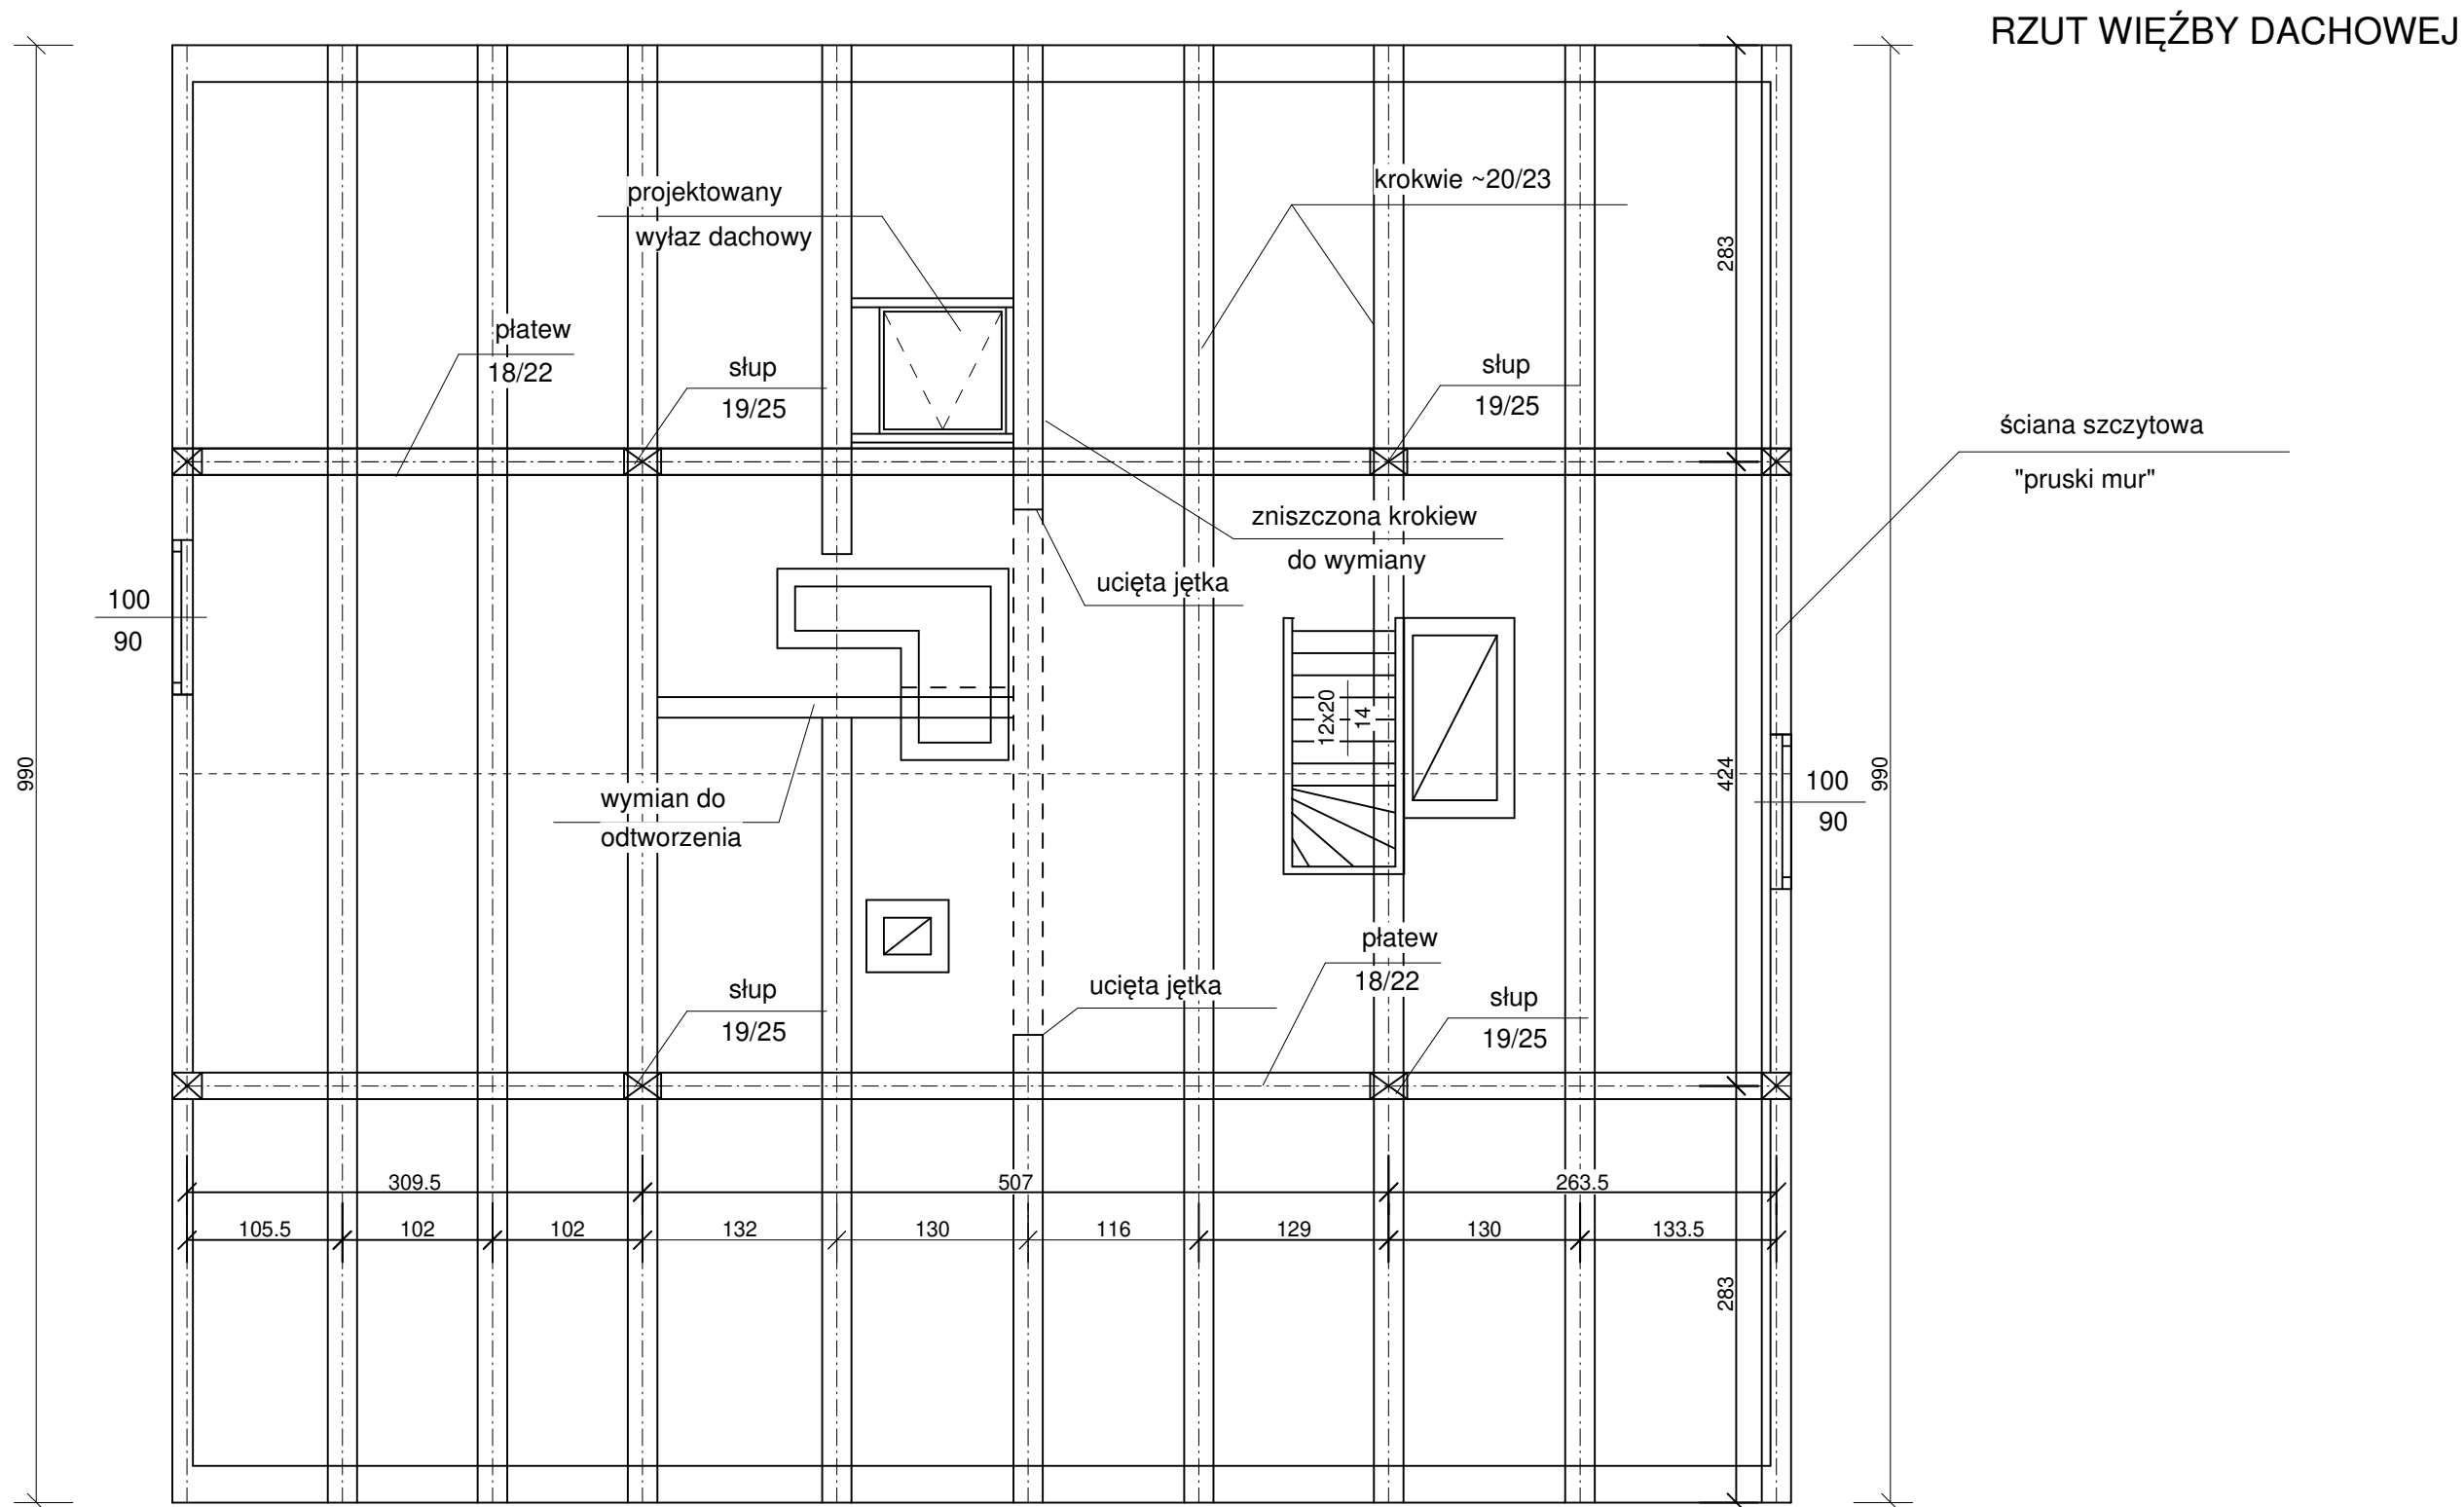 RZUT WIĘŹBY DACHOWEJ
projektowany
wyłaz dachowy
krokwie ~20/23
283
płatew
18/22
słup
19/25
słup
19/25
ściana szczytowa
"pruski mur"
zniszczona krokiew
do wymiany
ucięta jętka
100
90
12x20
14
990
424
990
100
90
wymian do
odtworzenia
płatew
18/22
ucięta jętka
słup
19/25
słup
19/25
309.5
507
263.5
105.5
102
102
132
130
116
129
130
133.5
283